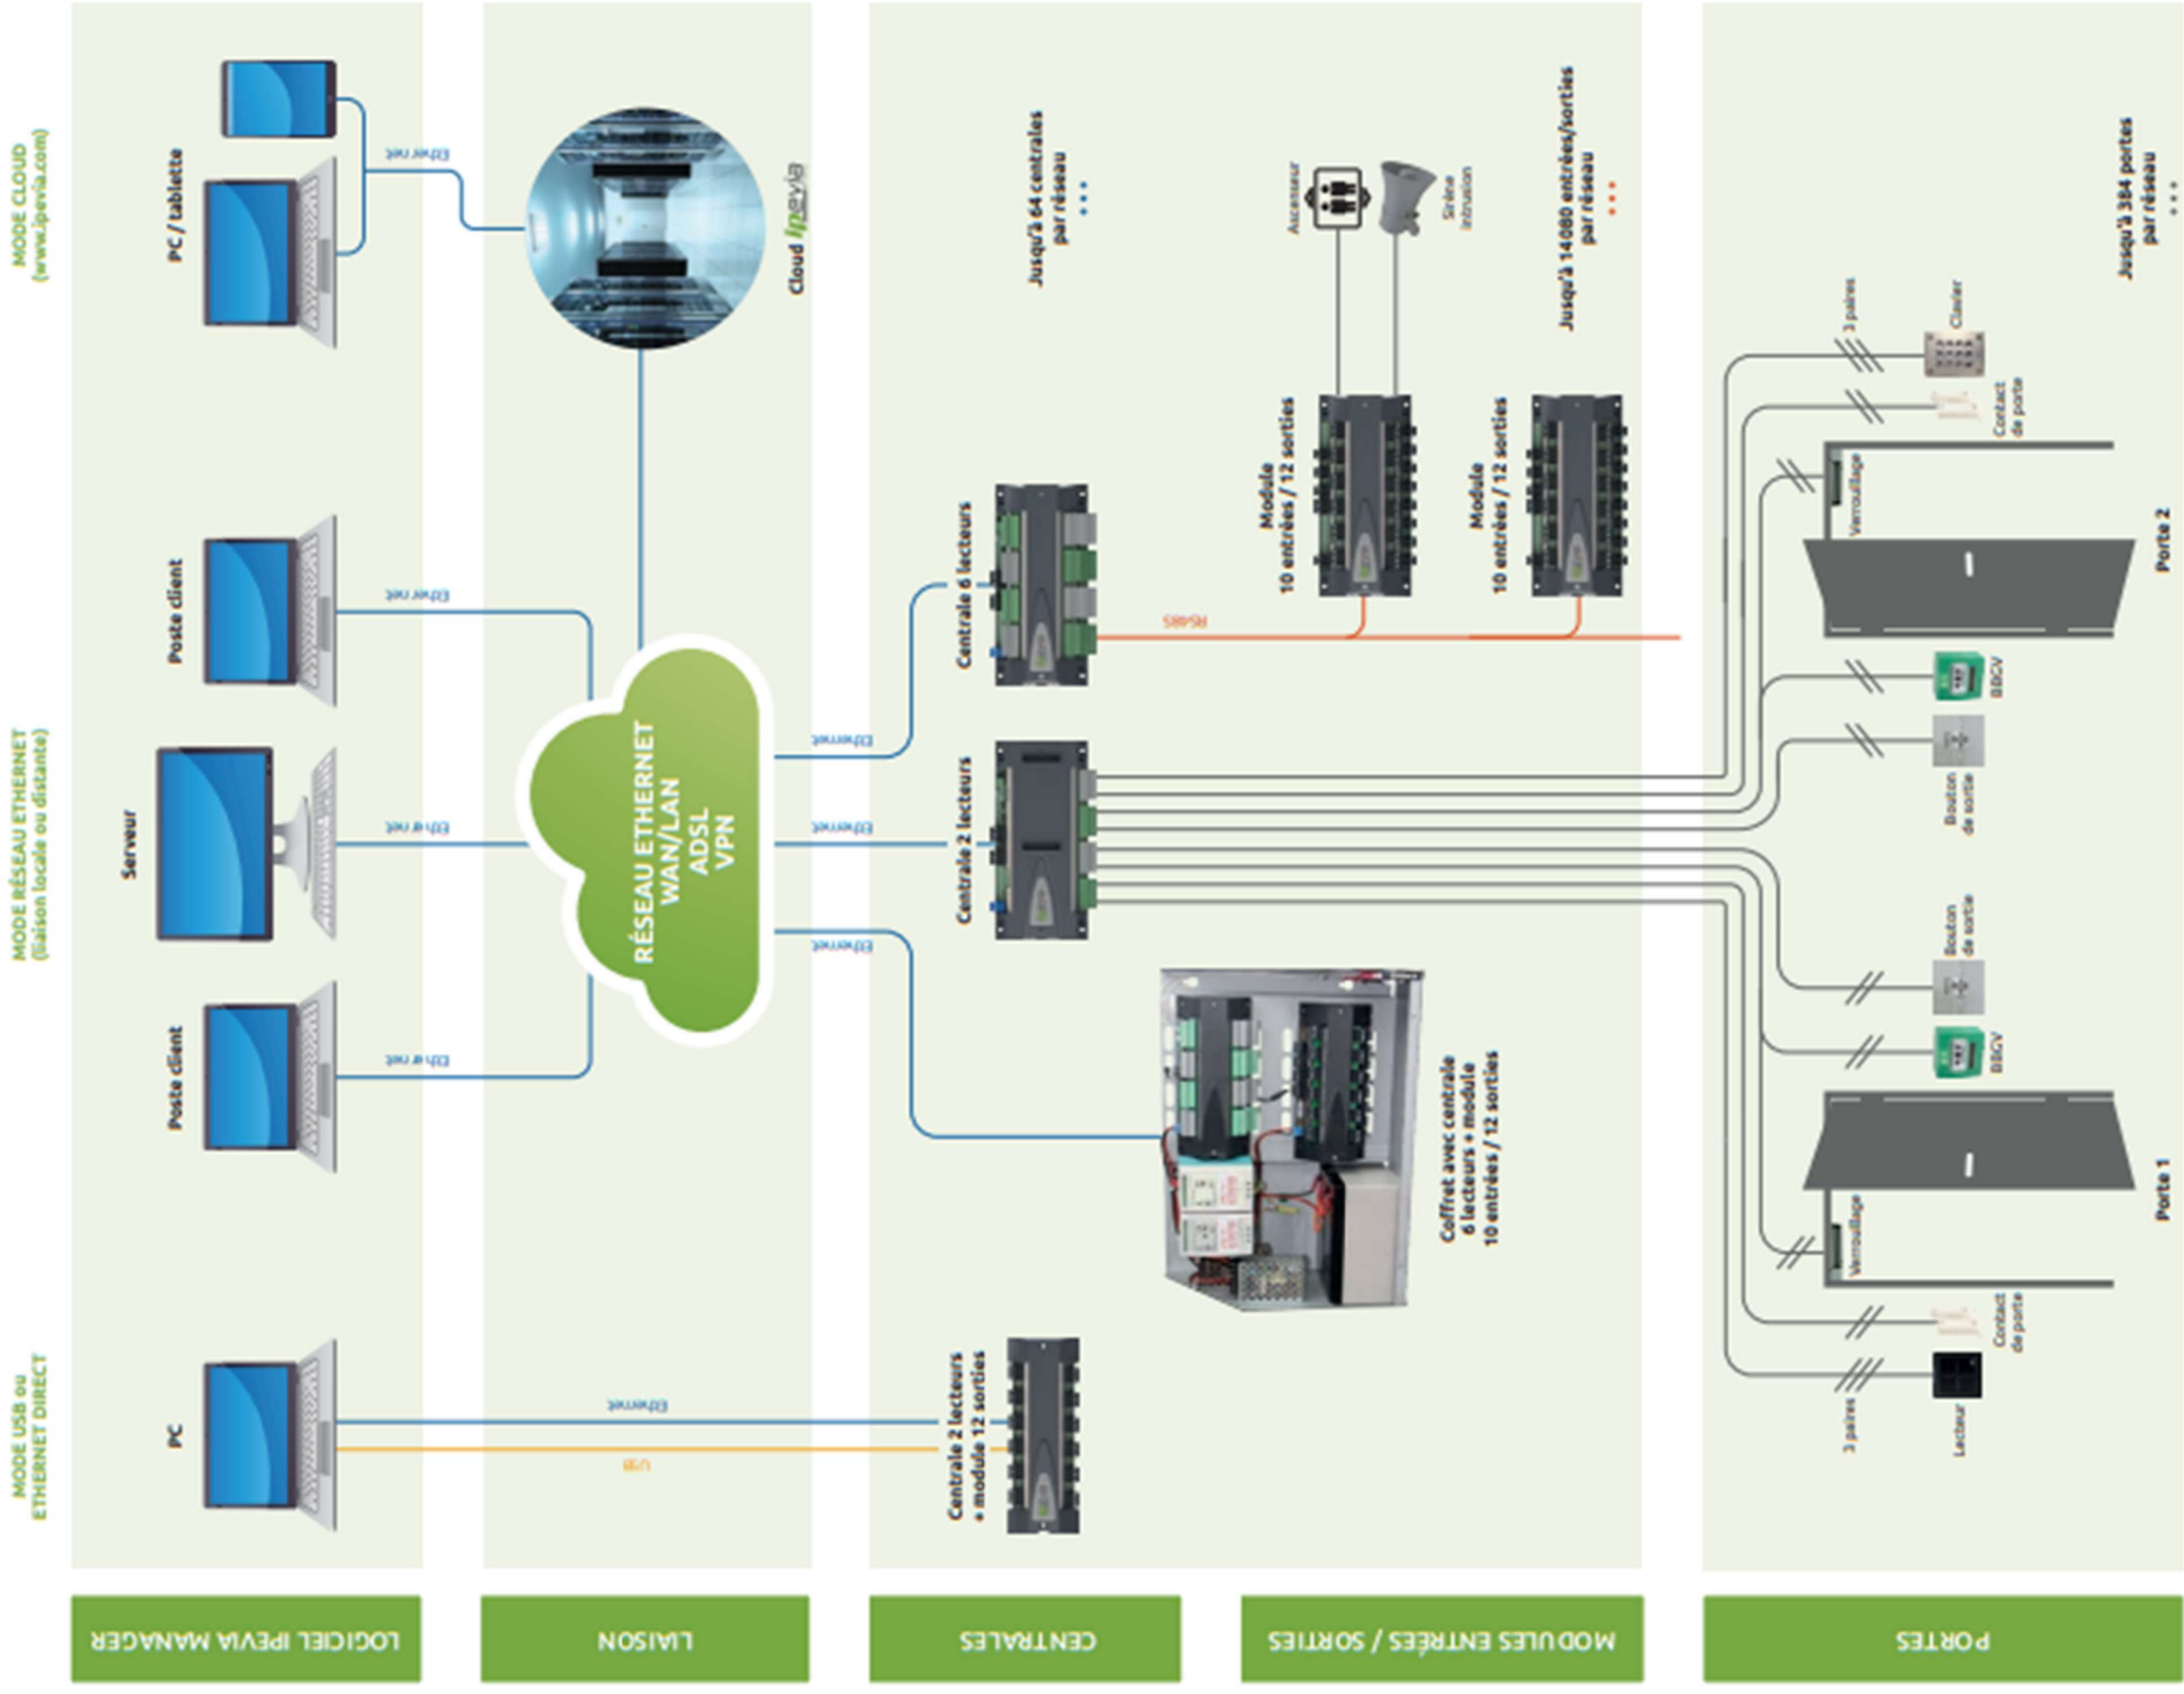 MODE USB ou
ETHERNET DIRECT
MODE RÉSEAU ETHERNET
(liaison locale ou distante)
MODE CLOUD
(www.ipevia.com)
LOGICIEL IPEVIA MANAGER
PC
Poste client
Serveur
Poste client
PC / tablette
Ethernet
Ethernet
Ethernet
Ethernet
LIAISON
USB
Ethernet
RÉSEAU ETHERNET
WAN/LAN
ADSL
VPN
Cloud ipevia
Ethernet
Ethernet
Ethernet
CENTRALES
Centrale 2 lecteurs
+ module 12 sorties
Centrale 2 lecteurs
Centrale 6 lecteurs
Jusqu'à 64 centrales
par réseau
RS485
MODULES ENTRÉES / SORTIES
Coffret avec centrale
6 lecteurs + module
10 entrées / 12 sorties
Module
10 entrées / 12 sorties
Ascenseur
Sirène
intrusion
Module
10 entrées / 12 sorties
Jusqu'à 14080 entrées/sorties
par réseau
PORTES
3 paires
Lecteur
Contact
de porte
Verrouillage
Porte 1
BBGV
Bouton
de sortie
Bouton
de sortie
BBGV
Verrouillage
Porte 2
Contact
de porte
3 paires
Clavier
Jusqu'à 384 portes
par réseau